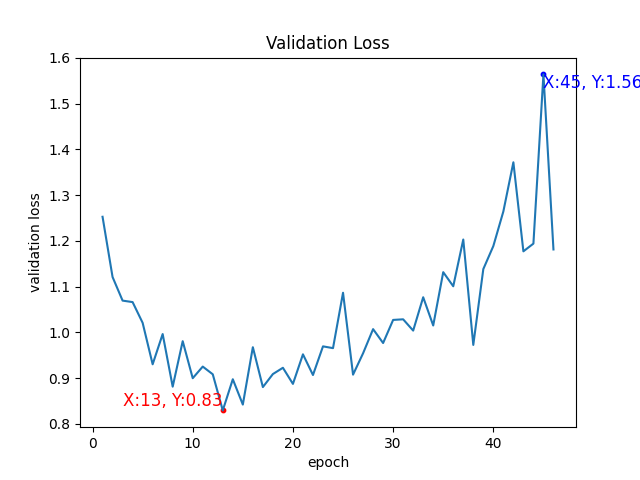 Validation Loss
1.6
X:45, Y:1.56
1.5
1.4
1.3
1.2
validation loss
1.1
1.0
0.9
X:13, Y:0.83
0.8
0 10 20 30 40
epoch